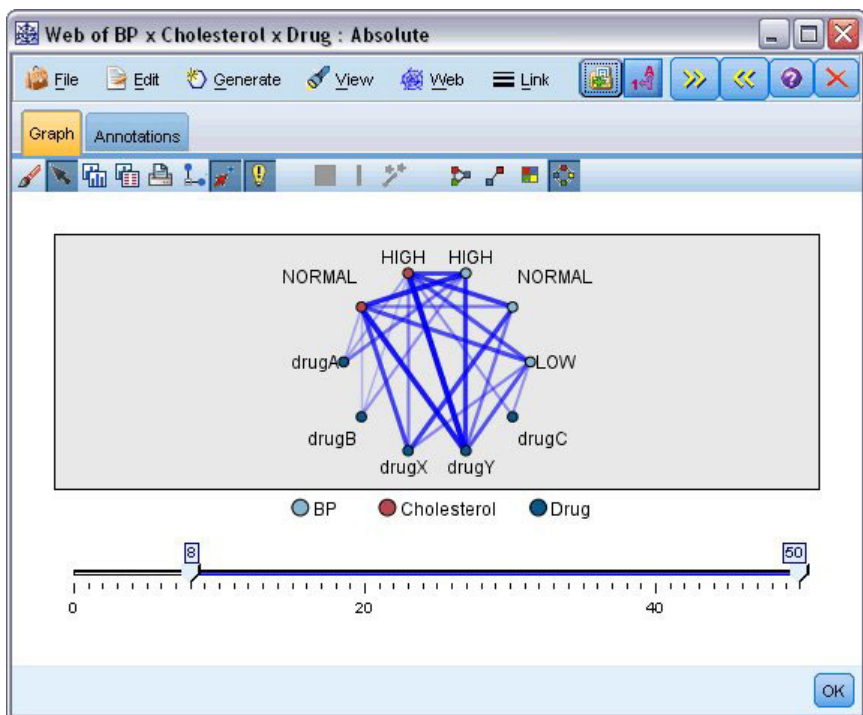 Web of BP x Cholesterol x Drug : Absolute
File Edit Generate View Web Link
Graph Annotations
HIGH HIGH
NORMAL NORMAL
drugA LOW
drugB drugC
drugX drugY
BP Cholesterol Drug
8 50
0 20 40
OK